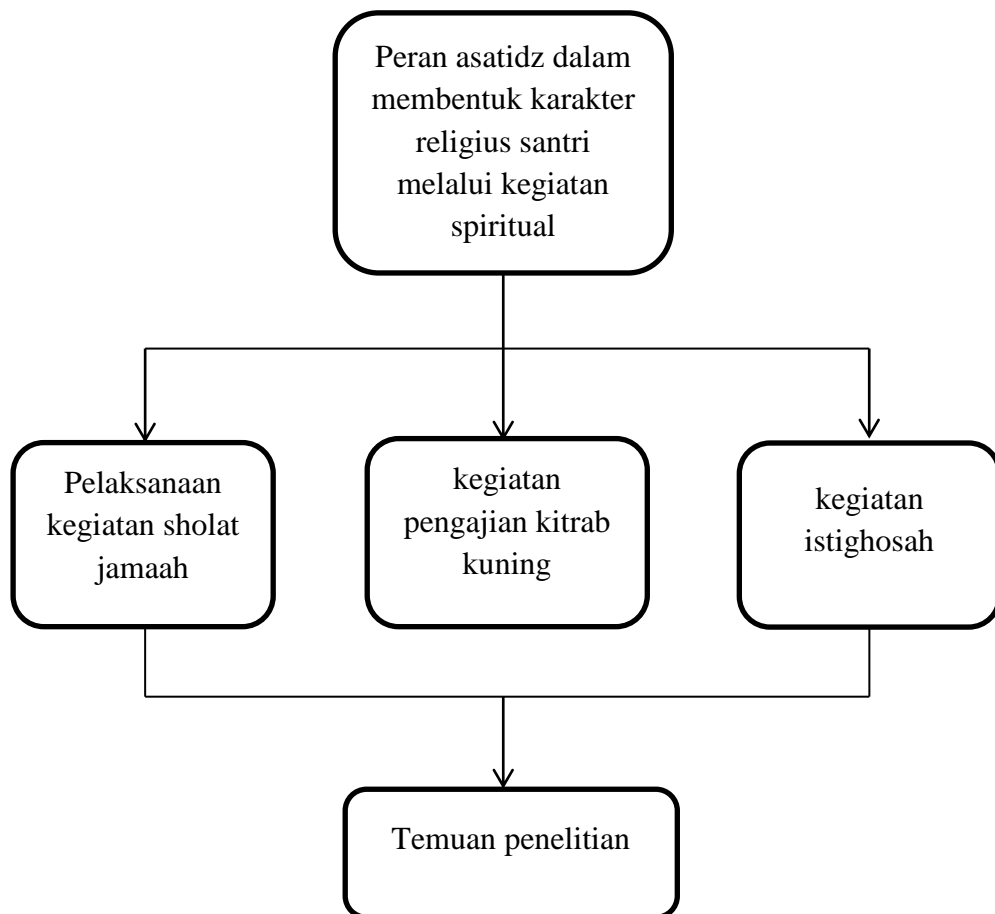 Peran asatidz dalam
membentuk karakter
religius santri
melalui kegiatan
spiritual
Pelaksanaan
kegiatan sholat
jamaah
kegiatan
pengajian kitrab
kuning
kegiatan
istighosah
Temuan penelitian